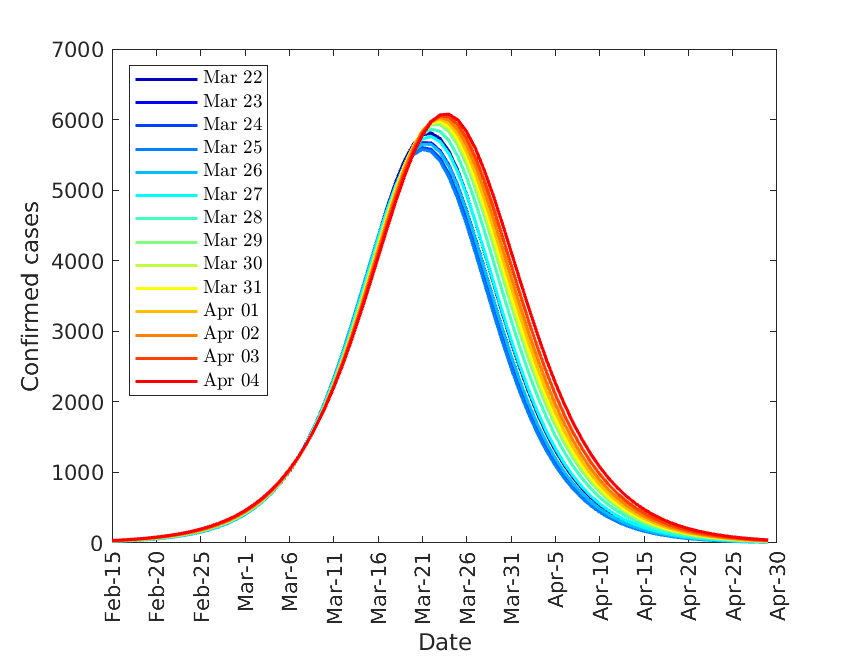 7000
6000
5000
4000
3000
2000
1000
0
Confirmed cases
Mar 22
Mar 23
Mar 24
Mar 25
Mar 26
Mar 27
Mar 28
Mar 29
Mar 30
Mar 31
Apr 01
Apr 02
Apr 03
Apr 04
Feb-15
Feb-20
Feb-25
Mar-1
Mar-6
Mar-11
Mar-16
Mar-21
Mar-26
Mar-31
Apr-5
Apr-10
Apr-15
Apr-20
Apr-25
Apr-30
Date